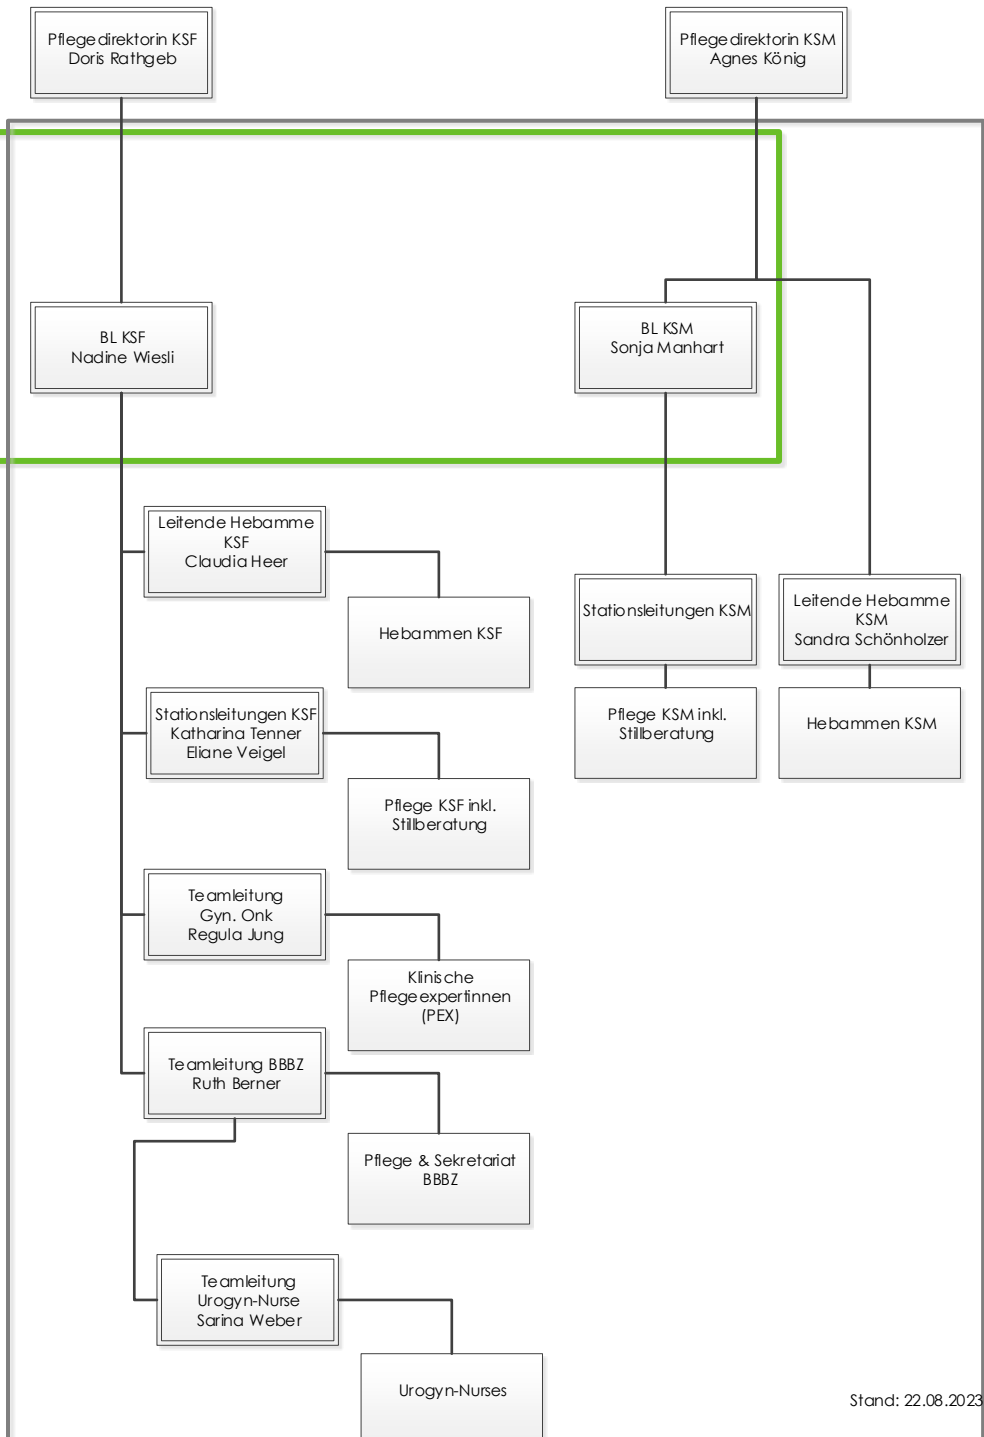 Pflegedirektorin KSF
Doris Rathgeb
Pflegedirektorin KSM
Agnes König
BL KSF
Nadine Wiesli
BL KSM
Sonja Manhart
Leitende Hebamme
KSF
Claudia Heer
Hebammen KSF
Stationsleitungen KSM
Leitende Hebamme
KSM
Sandra Schönholzer
Stationsleitungen KSF
Katharina Tenner
Eliane Veigel
Pflege KSM inkl.
Stillberatung
Hebammen KSM
Pflege KSF inkl.
Stillberatung
Teamleitung
Gyn. Onk
Regula Jung
Klinische
Pflegeexpertinnen
(PEX)
Teamleitung BBBZ
Ruth Berner
Pflege & Sekretariat
BBBZ
Teamleitung
Urogyn-Nurse
Sarina Weber
Urogyn-Nurses
Stand: 22.08.2023